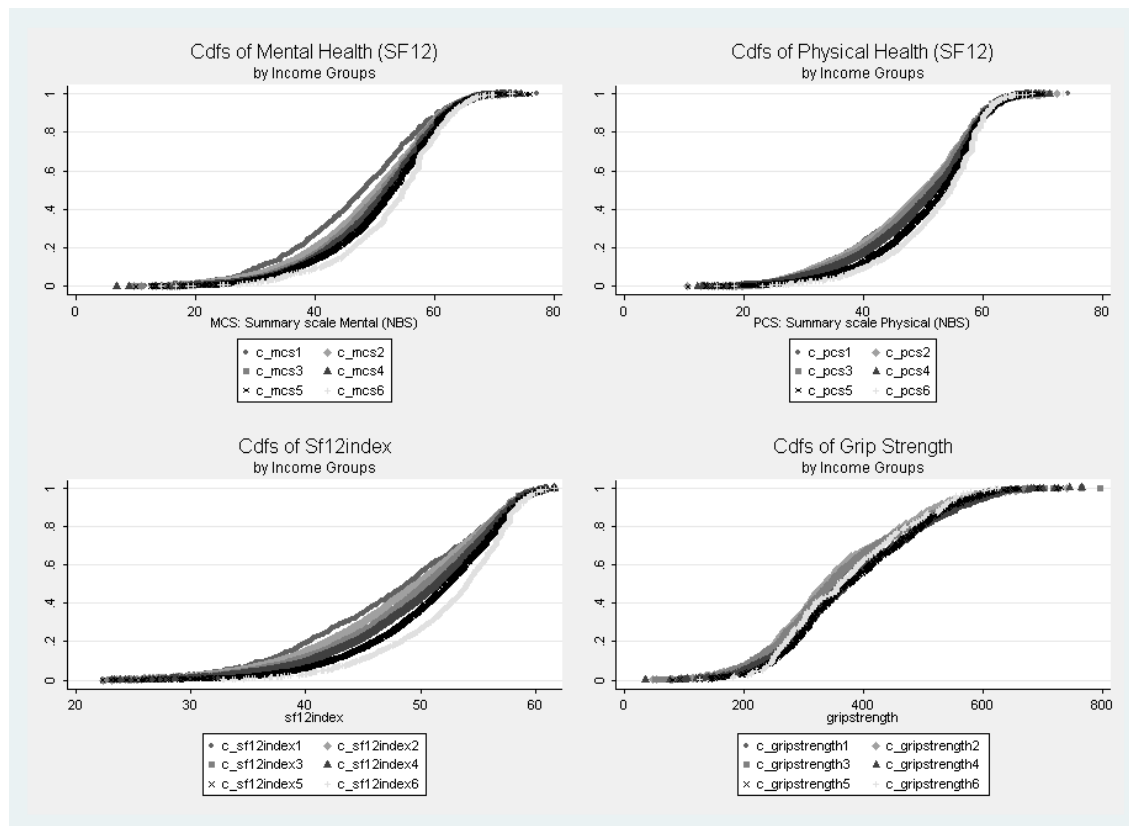 Cdfs of Mental Health (SF12)
by Income Groups
1
.8
.6
.4
.2
0
0 20 40 60 80
MCS: Summary scale Mental (NBS)
c_mcs1 c_mcs2
c_mcs3 c_mcs4
c_mcs5 c_mcs6
Cdfs of Physical Health (SF12)
by Income Groups
1
.8
.6
.4
.2
0
0 20 40 60 80
PCS: Summary scale Physical (NBS)
c_pcs1 c_pcs2
c_pcs3 c_pcs4
c_pcs5 c_pcs6
Cdfs of Sf12index
by Income Groups
1
.8
.6
.4
.2
0
20 30 40 50 60
sf12index
c_sf12index1 c_sf12index2
c_sf12index3 c_sf12index4
c_sf12index5 c_sf12index6
Cdfs of Grip Strength
by Income Groups
1
.8
.6
.4
.2
0
0 200 400 600 800
gripstrength
c_gripstrength1 c_gripstrength2
c_gripstrength3 c_gripstrength4
c_gripstrength5 c_gripstrength6